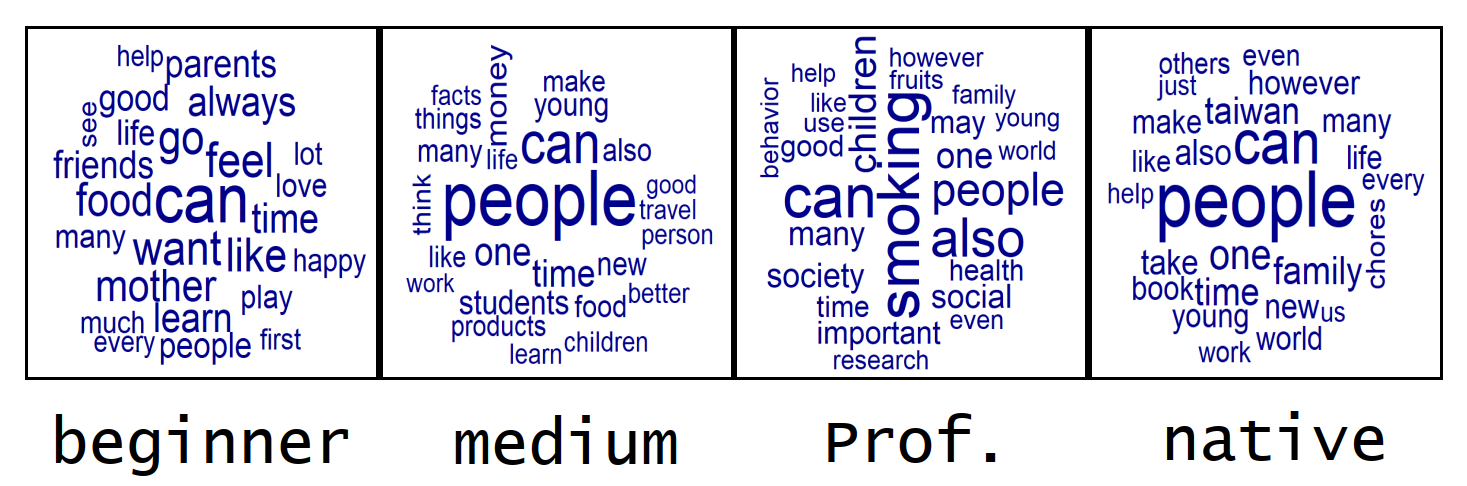 help parents
good always
see
life go
friends feel lot
food can love
time
many want like happy
mother play
much learn
every people first
money
make
facts young
things
many life can also
think people good
travel
person
like one time new
work
students food better
products
learn children
however
help fruits
behavior like children family
use smoking may young
good one world
can people
many also
society health
time social
important even
research
others even
just however
make taiwan many
like also can life
help people every
chores
take one family
book time new us
young
work world
beginner medium Prof. native